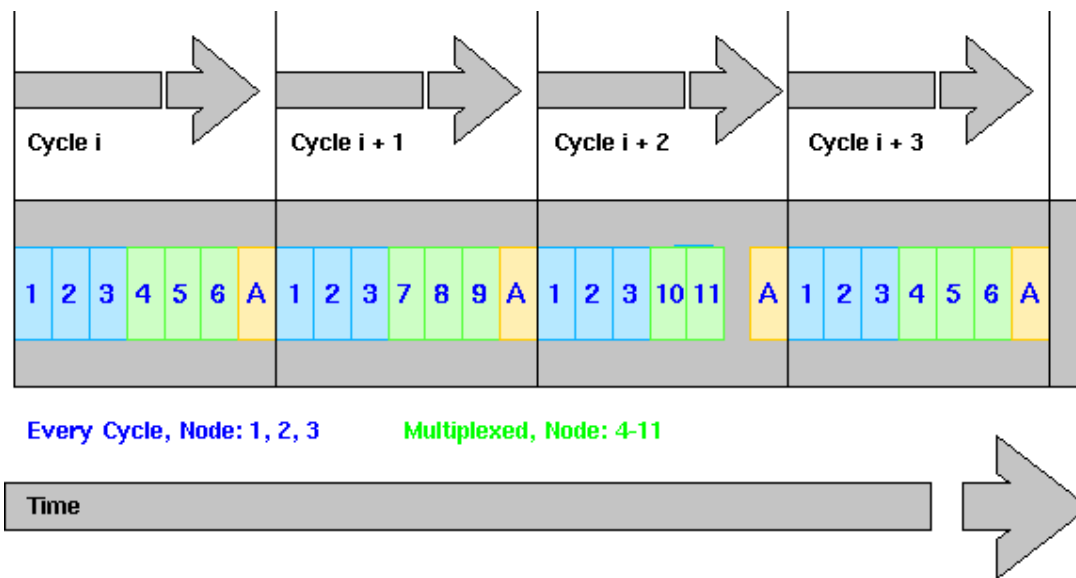 Cycle i Cycle i + 1 Cycle i + 2 Cycle i + 3
1 2 3 4 5 6 A 1 2 3 7 8 9 A 1 2 3 10 11 A 1 2 3 4 5 6 A
Every Cycle, Node: 1, 2, 3 Multiplexed, Node: 4-11
Time